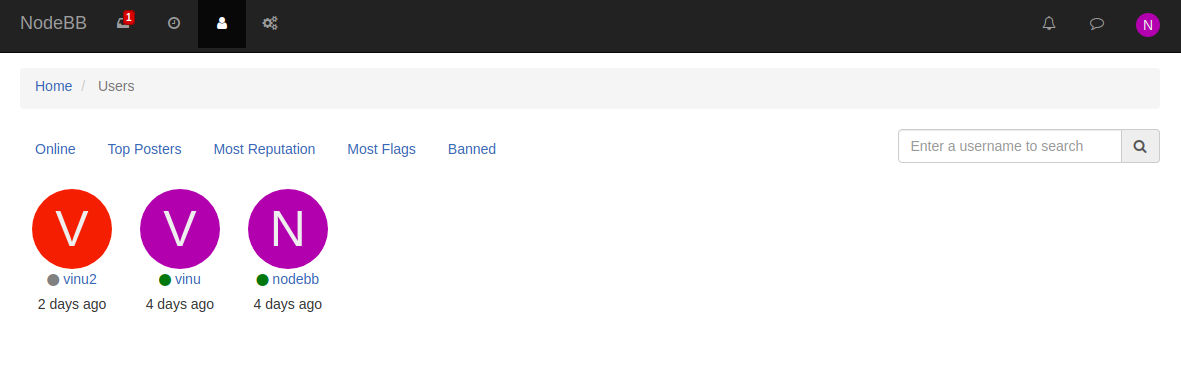 NodeBB 1 N
Home / Users
Online Top Posters Most Reputation Most Flags Banned Enter a username to search
V V N
vinu2 vinu nodebb
2 days ago 4 days ago 4 days ago